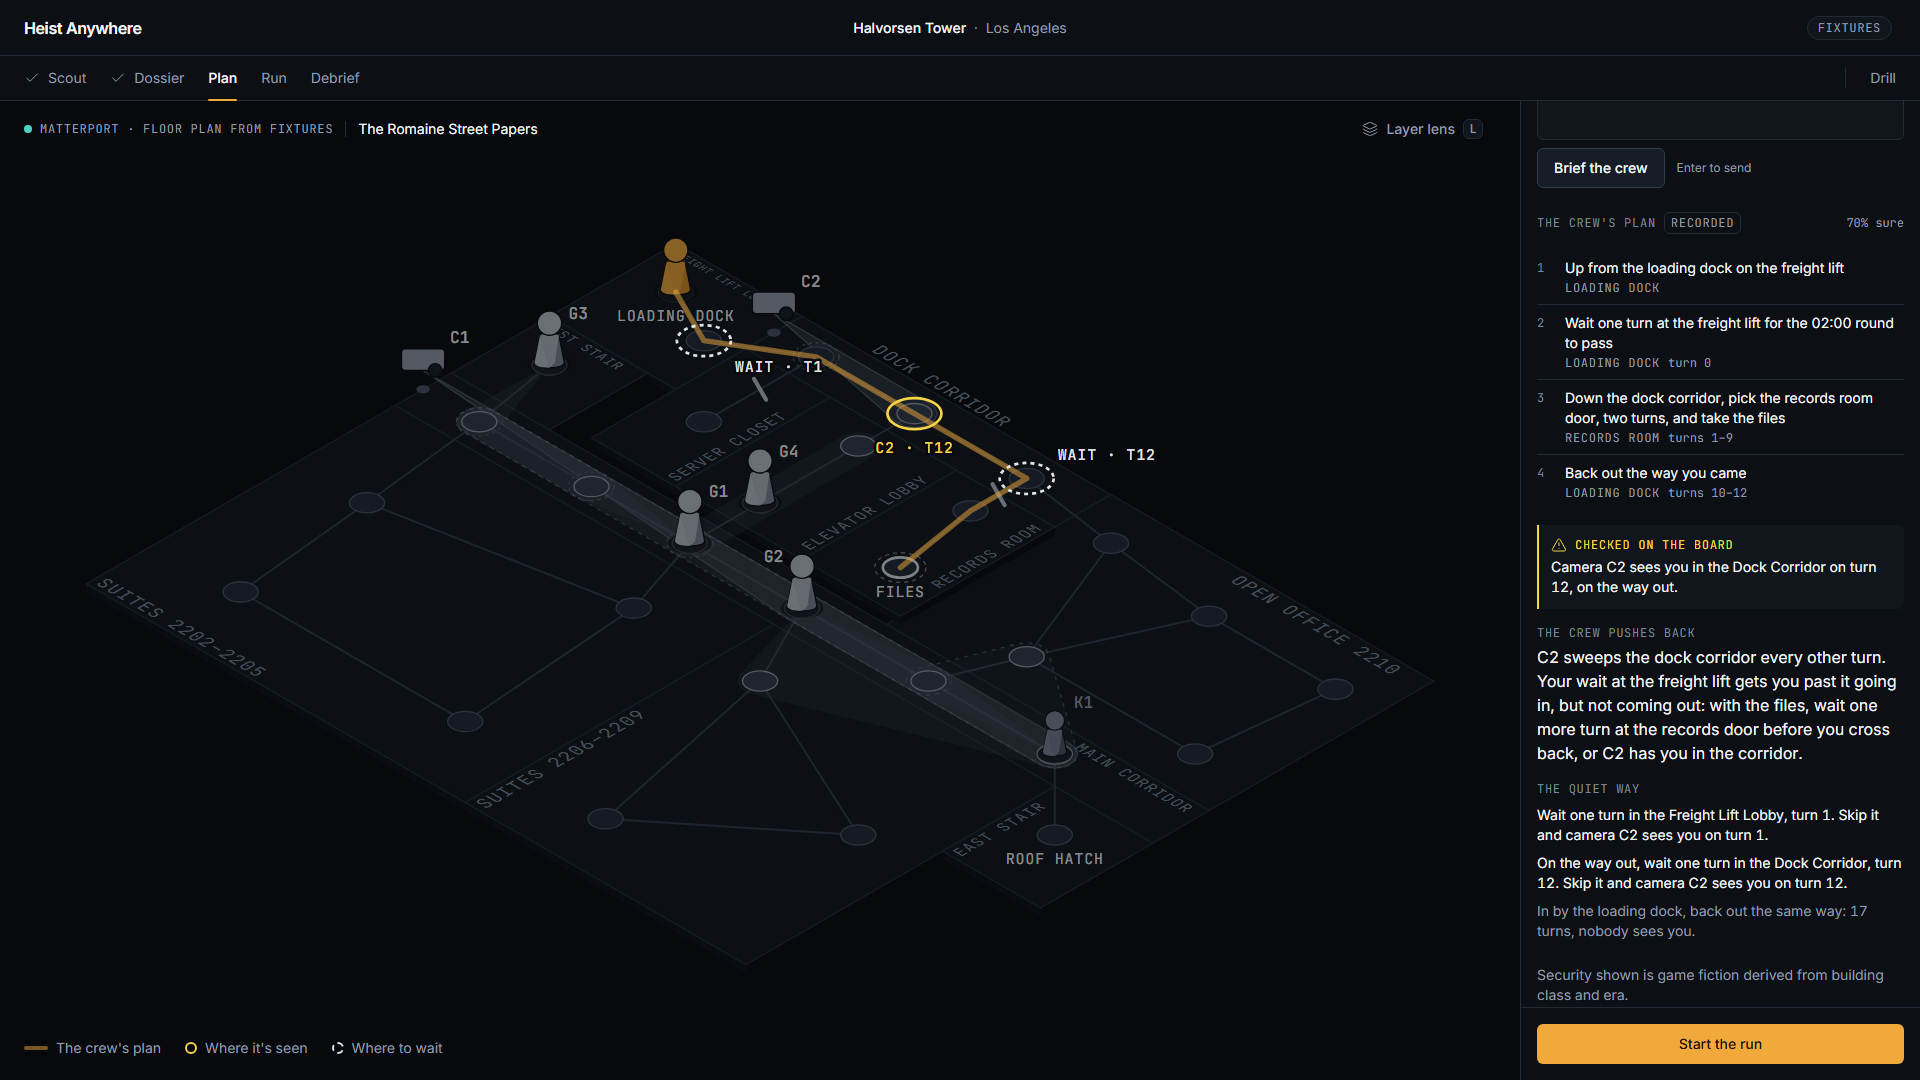 Heist Anywhere
Halvorsen Tower · Los Angeles
FIXTURES
Scout
Dossier
Plan
Run
Debrief
Drill
MATTERPORT · FLOOR PLAN FROM FIXTURES
The Romaine Street Papers
Layer lens L
C2
G3
LOADING DOCK
C1
WAIT · T1
DOCK CORRIDOR
SERVER CLOSET
C2 · T12
WAIT · T12
G4
G1
ELEVATOR LOBBY
G2
RECORDS ROOM
FILES
SUITES 2202–2205
OPEN OFFICE 2210
K1
SUITES 2206–2209
MAIN CORRIDOR
EAST STAIR
ROOF HATCH
The crew's plan
Where it's seen
Where to wait
Brief the crew
Enter to send
THE CREW'S PLAN RECORDED 70% sure
1 Up from the loading dock on the freight lift
LOADING DOCK
2 Wait one turn at the freight lift for the 02:00 round
to pass
LOADING DOCK turn 0
3 Down the dock corridor, pick the records room
door, two turns, and take the files
RECORDS ROOM turns 1–9
4 Back out the way you came
LOADING DOCK turns 10–12
CHECKED ON THE BOARD
Camera C2 sees you in the Dock Corridor on turn
12, on the way out.
THE CREW PUSHES BACK
C2 sweeps the dock corridor every other turn.
Your wait at the freight lift gets you past it going
in, but not coming out: with the files, wait one
more turn at the records door before you cross
back, or C2 has you in the corridor.
THE QUIET WAY
Wait one turn in the Freight Lift Lobby, turn 1. Skip it
and camera C2 sees you on turn 1.
On the way out, wait one turn in the Dock Corridor, turn
12. Skip it and camera C2 sees you on turn 12.
In by the loading dock, back out the same way: 17
turns, nobody sees you.
Security shown is game fiction derived from building
class and era.
Start the run